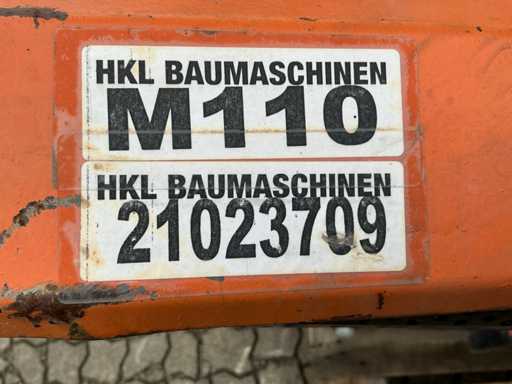 HKL BAUMASCHINEN
M110
HKL BAUMASCHINEN
21023709